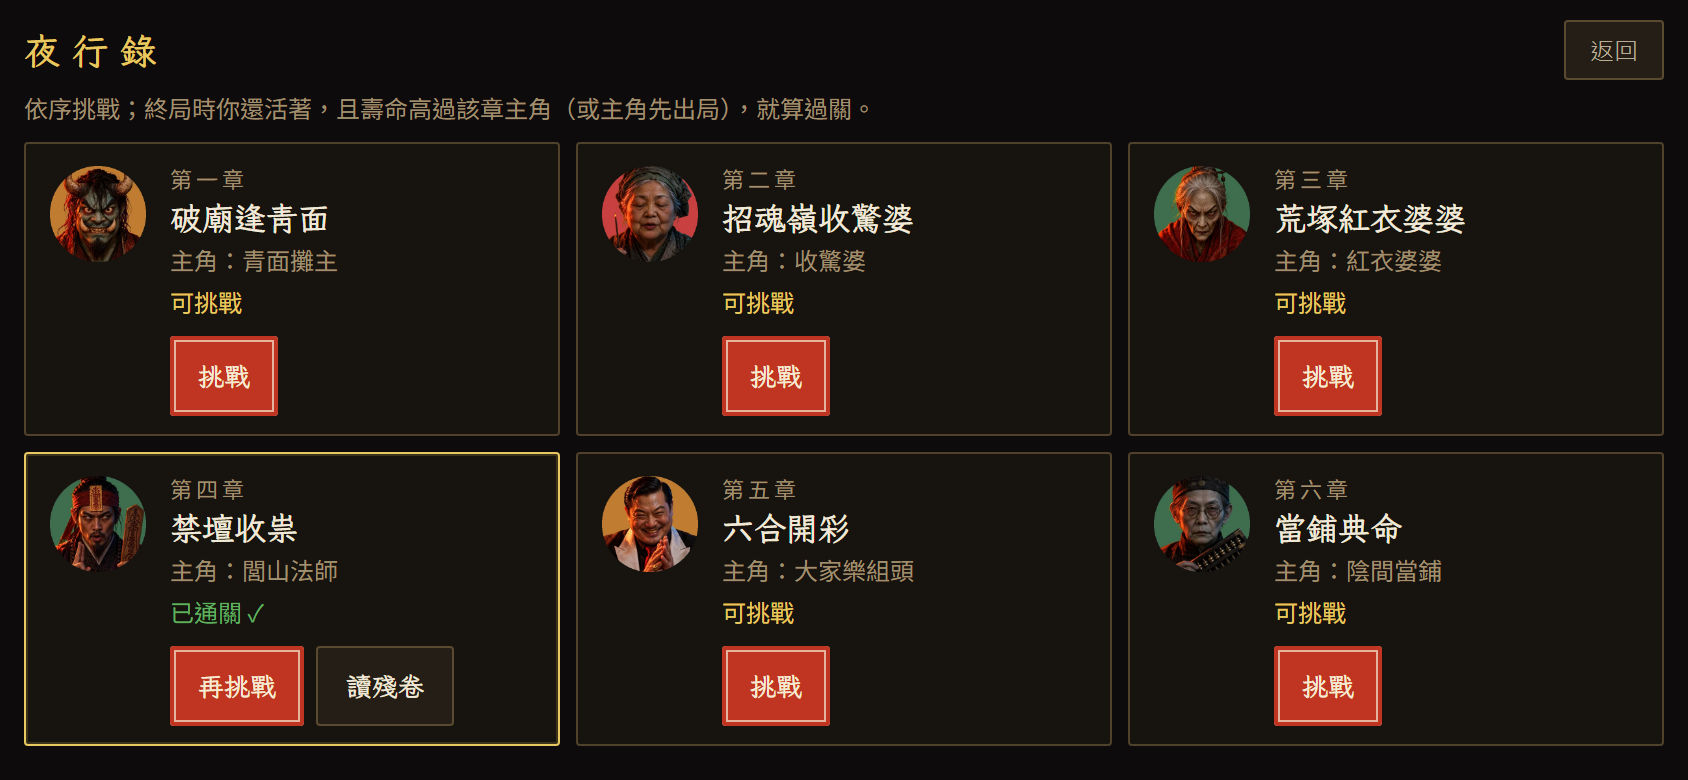 夜行錄
返回
依序挑戰；終局時你還活著，且壽命高過該章主角（或主角先出局），就算過關。
第一章
破廟逢青面
主角：青面攤主
可挑戰
挑戰
第二章
招魂嶺收驚婆
主角：收驚婆
可挑戰
挑戰
第三章
荒塚紅衣婆婆
主角：紅衣婆婆
可挑戰
挑戰
第四章
禁壇收祟
主角：閭山法師
已通關✓
再挑戰
讀殘卷
第五章
六合開彩
主角：大家樂組頭
可挑戰
挑戰
第六章
當鋪典命
主角：陰間當鋪
可挑戰
挑戰